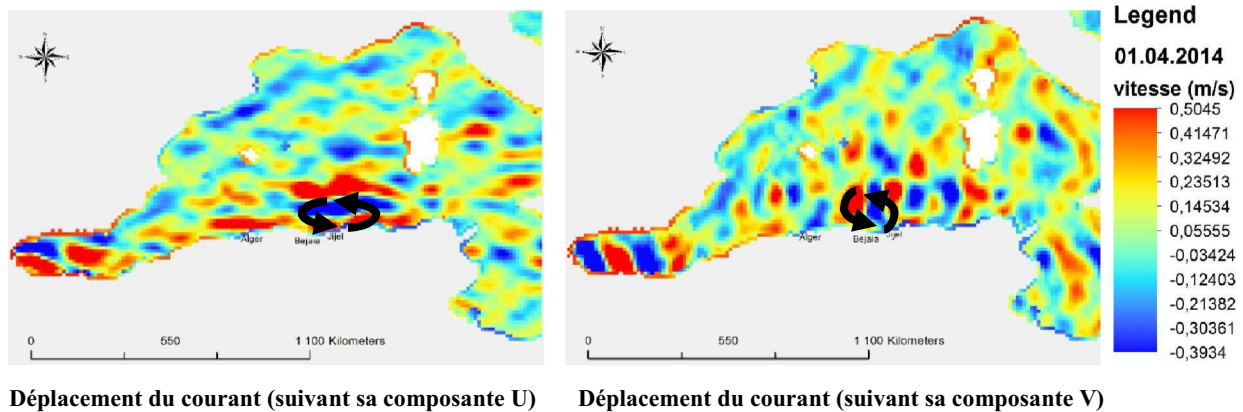 Alger
Bejaia
Jijel
0 550 1 100 Kilometers
Alger
Bejaia
Jijel
0 550 1 100 Kilometers
Legend
01.04.2014
vitesse (m/s)
0,5045
0,41471
0,32492
0,23513
0,14534
0,05555
-0,03424
-0,12403
-0,21382
-0,30361
-0,3934
Déplacement du courant (suivant sa composante U)
Déplacement du courant (suivant sa composante V)